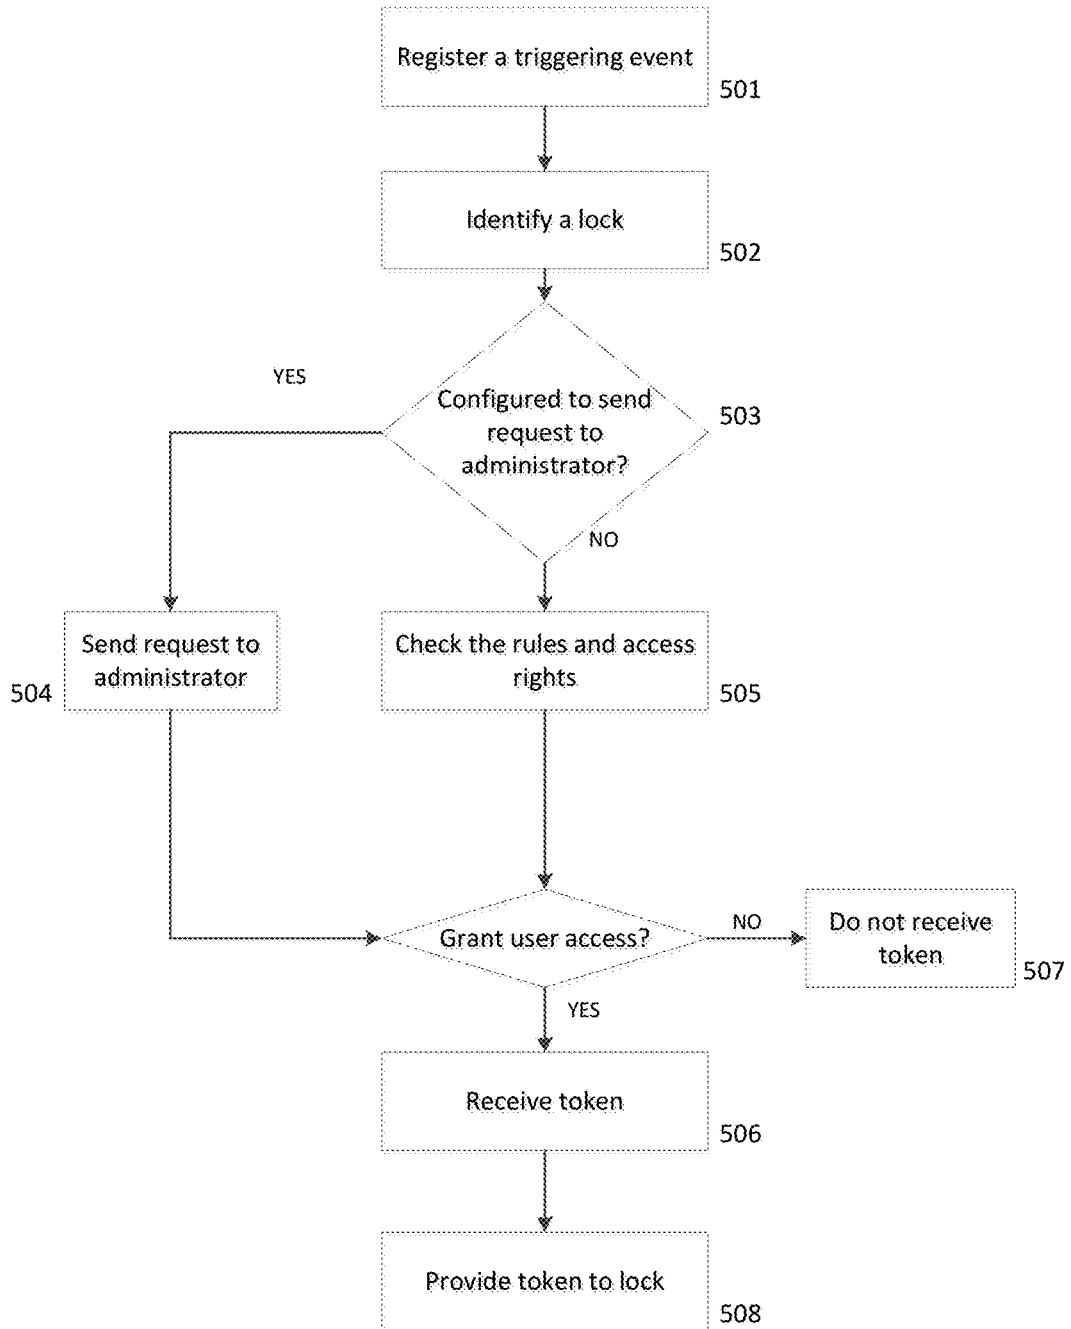 Register a triggering event
501
Identify a lock
502
YES
Configured to send
request to
administrator?
503
NO
Send request to
administrator
504
Check the rules and access
rights
505
Grant user access?
NO
Do not receive
token
507
YES
Receive token
506
Provide token to lock
508